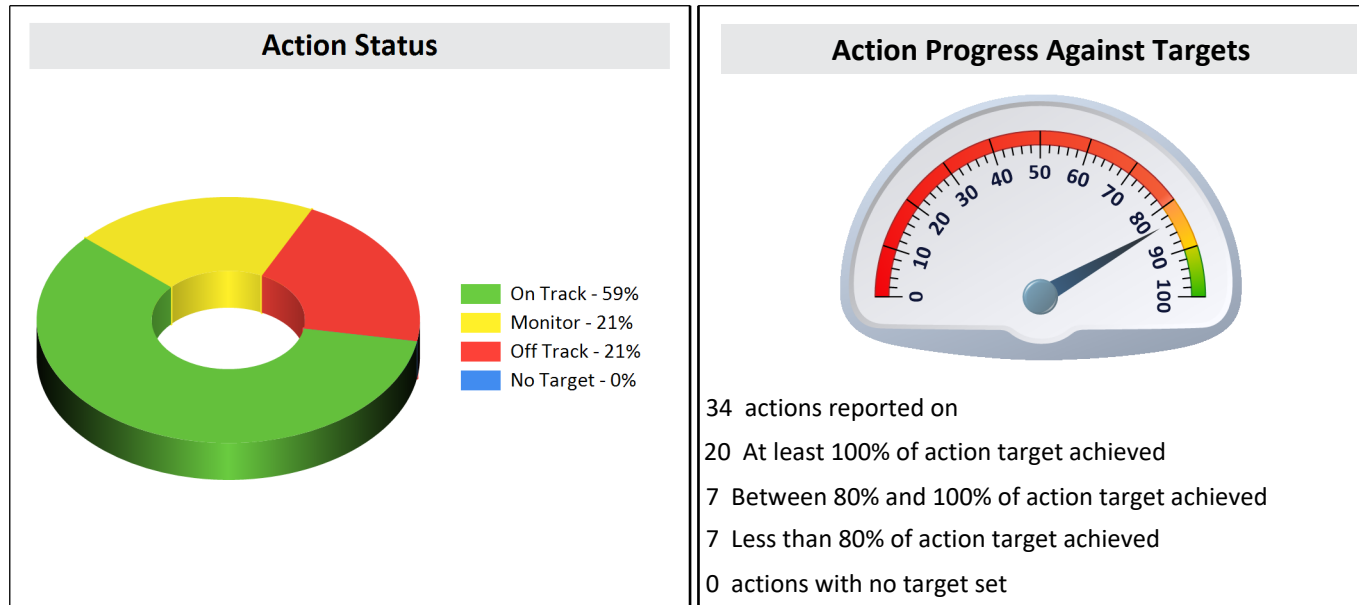 Action Status
On Track - 59%
Monitor - 21%
Off Track - 21%
No Target - 0%
Action Progress Against Targets
0
10
20
30
40
50
60
70
80
90
100
34 actions reported on
20 At least 100% of action target achieved
7 Between 80% and 100% of action target achieved
7 Less than 80% of action target achieved
0 actions with no target set